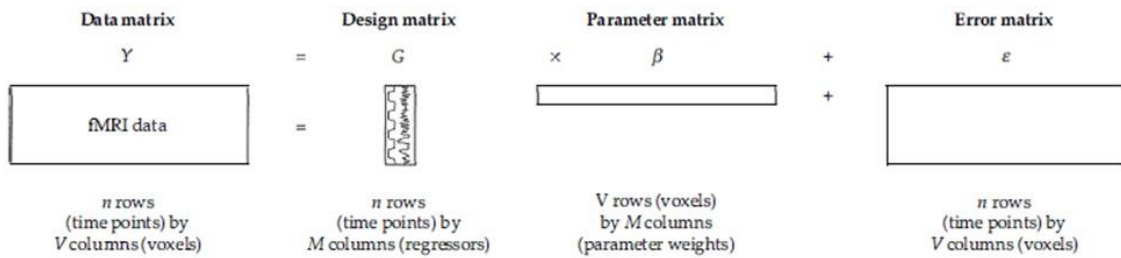 Data matrix Design matrix Parameter matrix Error matrix
Y = G × β + ε
fMRI data = +
n rows
(time points) by
V columns (voxels)
n rows
(time points) by
M columns (regressors)
V rows (voxels)
by M columns
(parameter weights)
n rows
(time points) by
V columns (voxels)